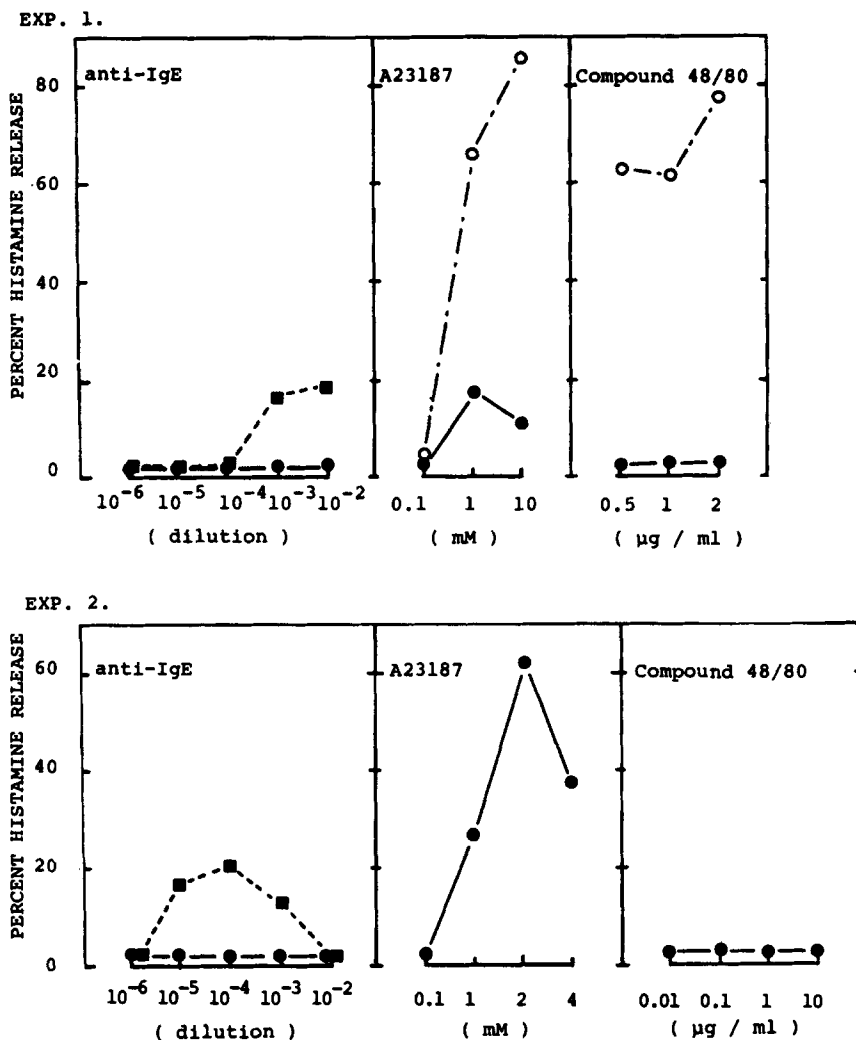 EXP. 1.
PERCENT HISTAMINE RELEASE
80
60
40
20
0
anti-IgE
A23187
Compound 48/80
10⁻⁶ 10⁻⁵ 10⁻⁴ 10⁻³ 10⁻²
( dilution )
0.1 1 10
( mM )
0.5 1 2
( µg / ml )
EXP. 2.
PERCENT HISTAMINE RELEASE
60
40
20
0
anti-IgE
A23187
Compound 48/80
10⁻⁶ 10⁻⁵ 10⁻⁴ 10⁻³ 10⁻²
( dilution )
0.1 1 2 4
( mM )
0.01 0.1 1 10
( µg / ml )